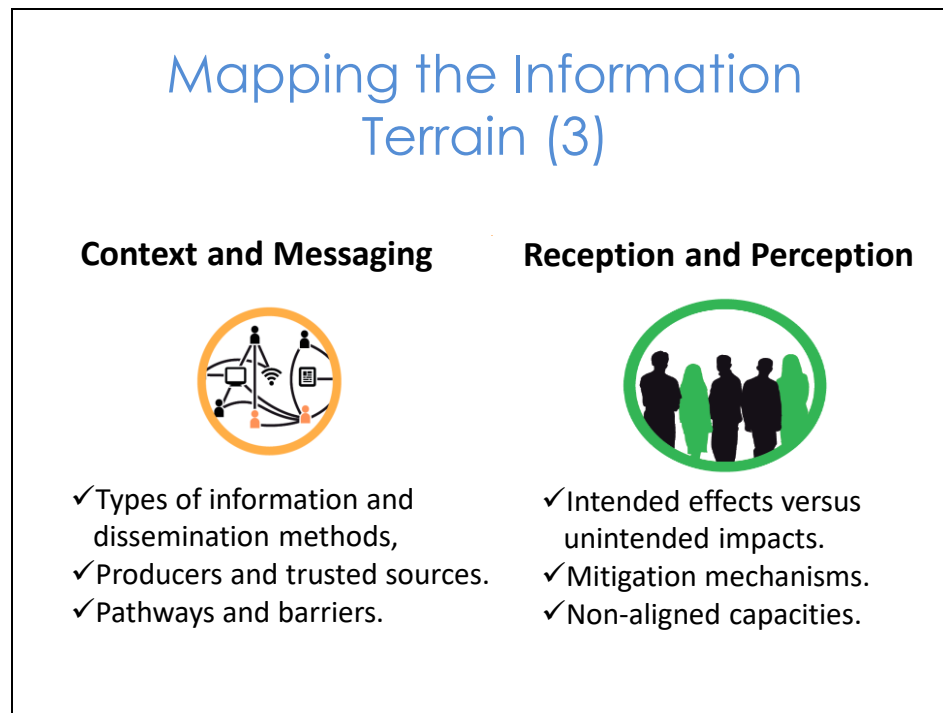 Mapping the Information
Terrain (3)
Context and Messaging
✓Types of information and
dissemination methods,
✓Producers and trusted sources.
✓Pathways and barriers.
Reception and Perception
✓Intended effects versus
unintended impacts.
✓Mitigation mechanisms.
✓Non-aligned capacities.